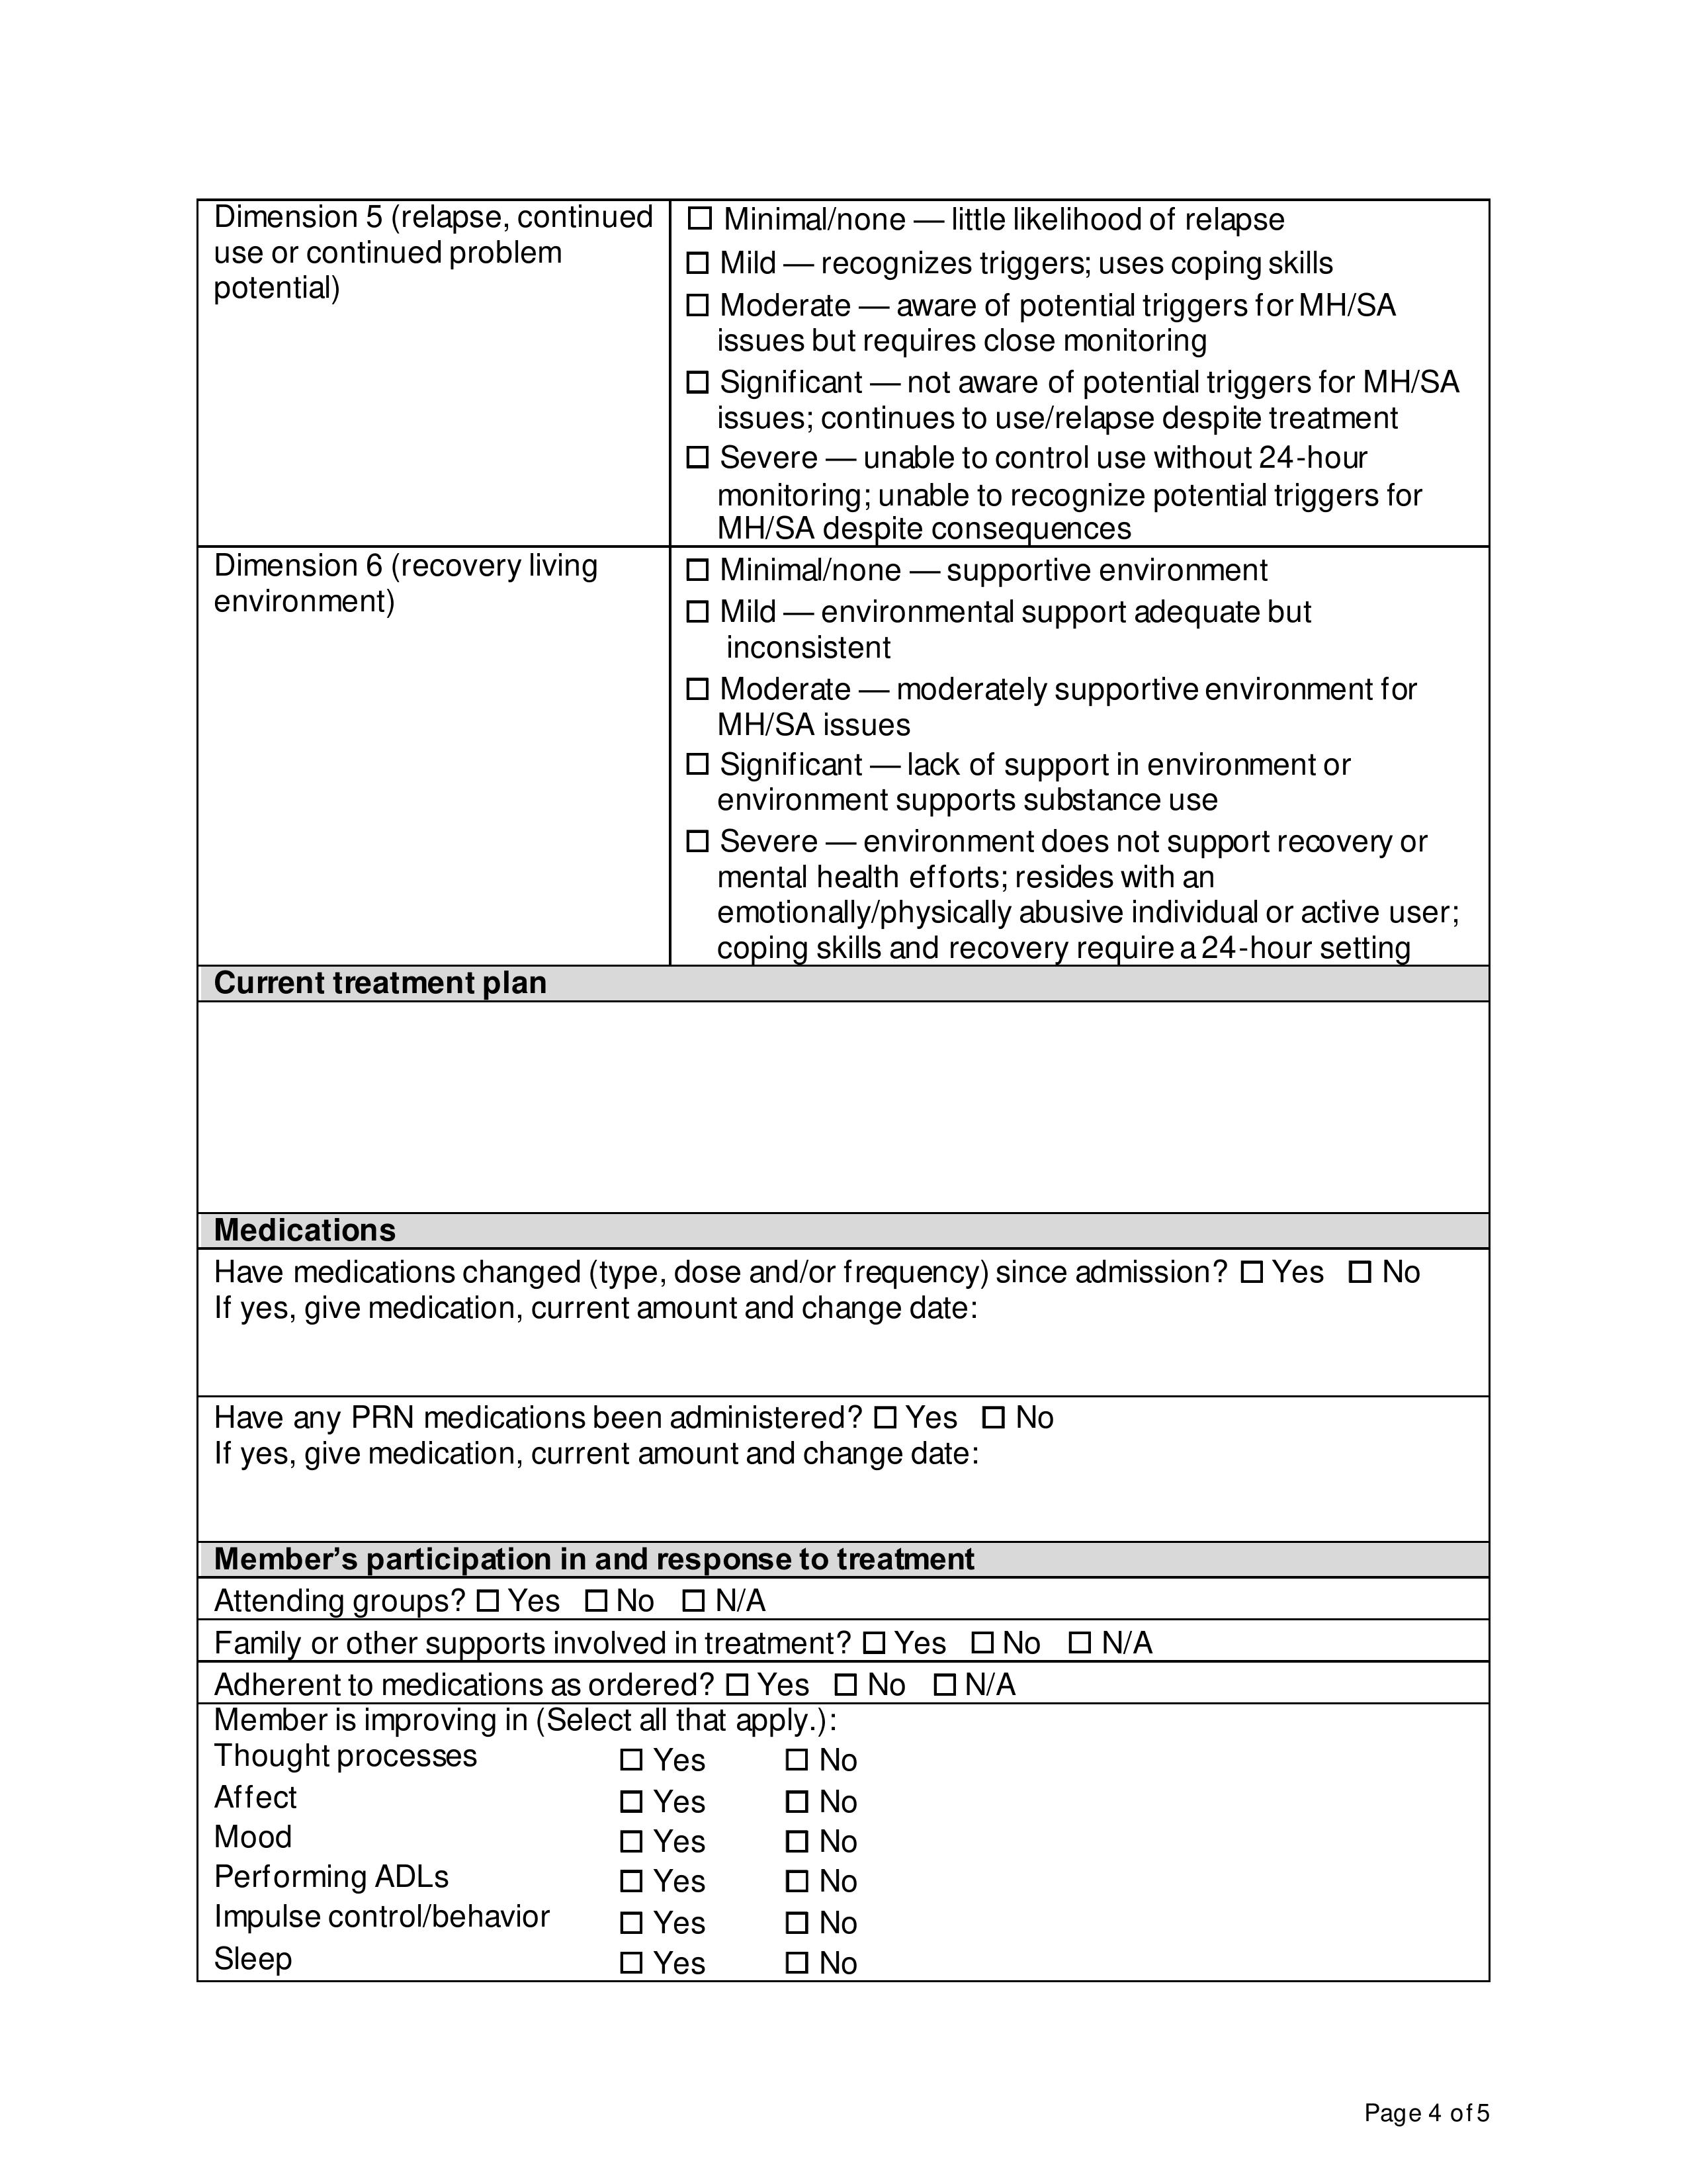 Dimension 5 (relapse, continued
use or continued problem
potential)
☐ Minimal/none — little likelihood of relapse
☐ Mild — recognizes triggers; uses coping skills
☐ Moderate — aware of potential triggers for MH/SA
issues but requires close monitoring
☐ Significant — not aware of potential triggers for MH/SA
issues; continues to use/relapse despite treatment
☐ Severe — unable to control use without 24-hour
monitoring; unable to recognize potential triggers for
MH/SA despite consequences
Dimension 6 (recovery living
environment)
☐ Minimal/none — supportive environment
☐ Mild — environmental support adequate but
inconsistent
☐ Moderate — moderately supportive environment for
MH/SA issues
☐ Significant — lack of support in environment or
environment supports substance use
☐ Severe — environment does not support recovery or
mental health efforts; resides with an
emotionally/physically abusive individual or active user;
coping skills and recovery require a 24-hour setting
Current treatment plan
Medications
Have medications changed (type, dose and/or frequency) since admission? ☐ Yes ☐ No
If yes, give medication, current amount and change date:
Have any PRN medications been administered? ☐ Yes ☐ No
If yes, give medication, current amount and change date:
Member’s participation in and response to treatment
Attending groups? ☐ Yes ☐ No ☐ N/A
Family or other supports involved in treatment? ☐ Yes ☐ No ☐ N/A
Adherent to medications as ordered? ☐ Yes ☐ No ☐ N/A
Member is improving in (Select all that apply.):
Thought processes ☐ Yes ☐ No
Affect ☐ Yes ☐ No
Mood ☐ Yes ☐ No
Performing ADLs ☐ Yes ☐ No
Impulse control/behavior ☐ Yes ☐ No
Sleep ☐ Yes ☐ No
Page 4 of 5